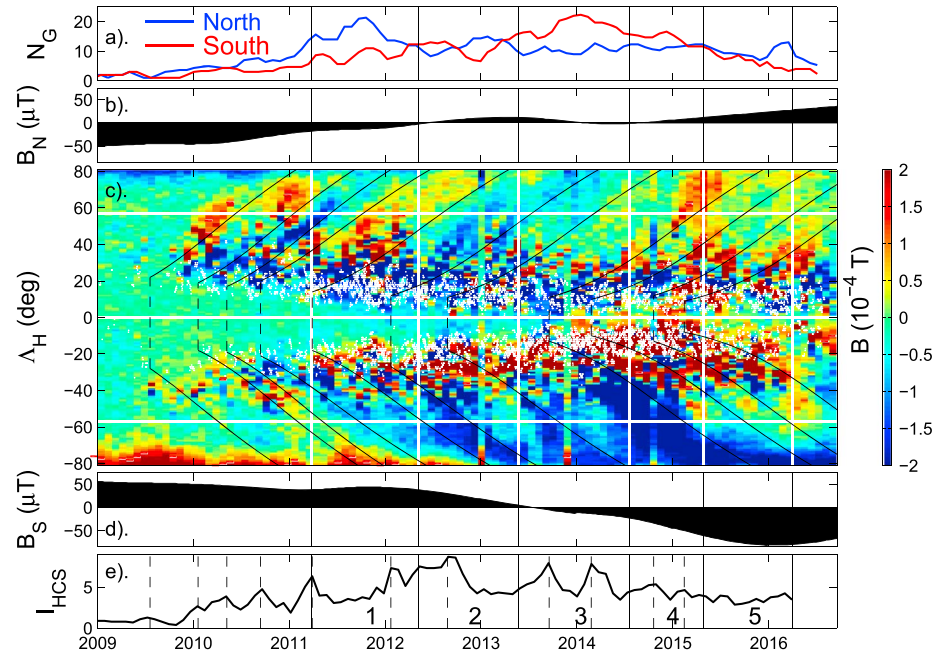 a).
North
South
N_G
20
10
0
b).
B_N (μT)
50
0
−50
c).
Λ_H (deg)
80
60
40
20
0
−20
−40
−60
−80
B (10^−4 T)
2
1.5
1
0.5
0
−0.5
−1
−1.5
−2
d).
B_S (μT)
50
0
−50
e).
I_HCS
5
0
1 2 3 4 5
2009 2010 2011 2012 2013 2014 2015 2016